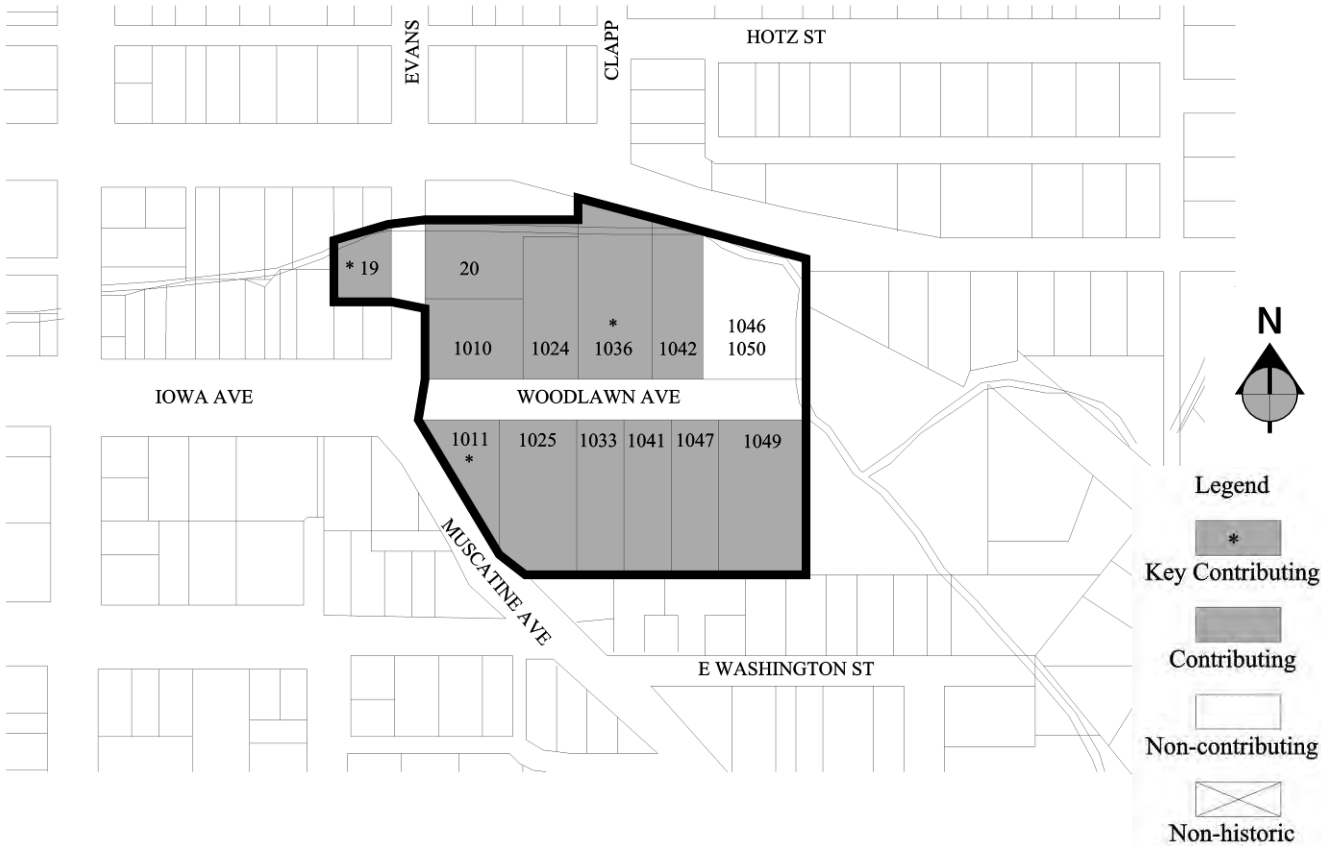 EVANS
CLAPP
HOTZ ST
* 19
20
*
1010
1024
1036
1042
1046
1050
IOWA AVE
WOODLAWN AVE
N
1011
*
1025
1033
1041
1047
1049
MUSCATINE AVE
E WASHINGTON ST
Legend
*
Key Contributing
Contributing
Non-contributing
Non-historic